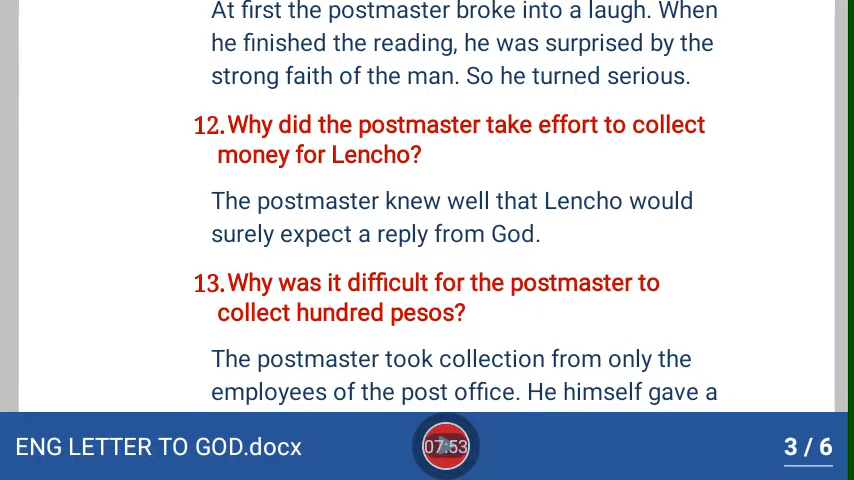 At first the postmaster broke into a laugh. When
he finished the reading, he was surprised by the
strong faith of the man. So he turned serious.
12.Why did the postmaster take effort to collect
money for Lencho?
The postmaster knew well that Lencho would
surely expect a reply from God.
13.Why was it difficult for the postmaster to
collect hundred pesos?
The postmaster took collection from only the
employees of the post office. He himself gave a
ENG LETTER TO GOD.docx
07:53
3 / 6